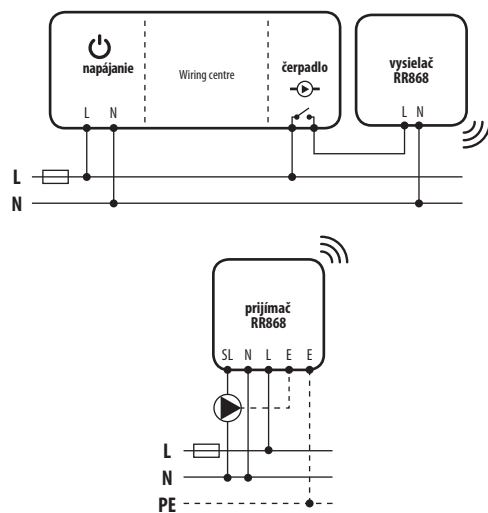 napájanie
Wiring centre
čerpadlo
L N
vysielač
RR868
L N
L
N
prijímač
RR868
SL N L E E
L
N
PE